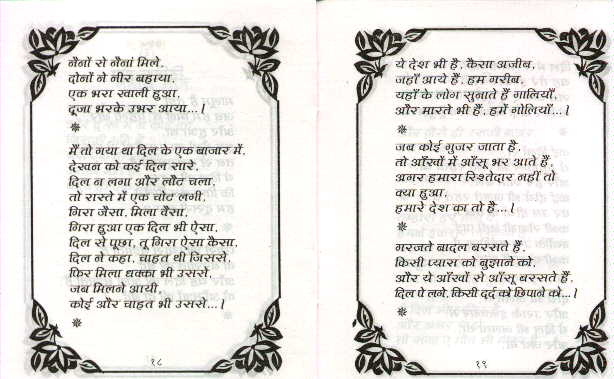 नैनों से नैनां मिले,
दोनों ने नीर बहाया,
एक भरा खाली हुआ,
दूजा भरके उभर आया...।
*
मैं तो गया था दिल के एक बाजार में,
देखन को कई दिल सारे,
दिल न लगा और लौट चला,
तो रास्ते में एक चोट लगी,
गिरा जैसा, मिला वैसा,
गिरा हुआ एक दिल भी ऐसा,
दिल से पूछा, तू गिरा ऐसा कैसा,
दिल ने कहा, चाहत थी जिससे,
फिर मिला धक्का भी उससे,
जब मिलने आयी
कोई और चाहत भी उससे...।
*
१८
ये देश भी है, कैसा अजीब,
जहाँ आये हैं, हम गरीब,
यहाँ के लोग सुनाते हैं गालियाँ,
और मारते भी हैं, हमें गोलियाँ...।
*
जब कोई गुजर जाता है,
तो आँखों में आँसू भर आते हैं,
अगर हमारा रिश्तेदार नहीं तो
क्या हुआ,
हमारे देश का तो है...।
*
गरजते बादल बरसते हैं,
किसी प्यास को बुझाने को,
और ये आँखों से आँसू बरसते हैं,
दिल पे लगे, किसी दर्द को छिपाने को...।
*
१९